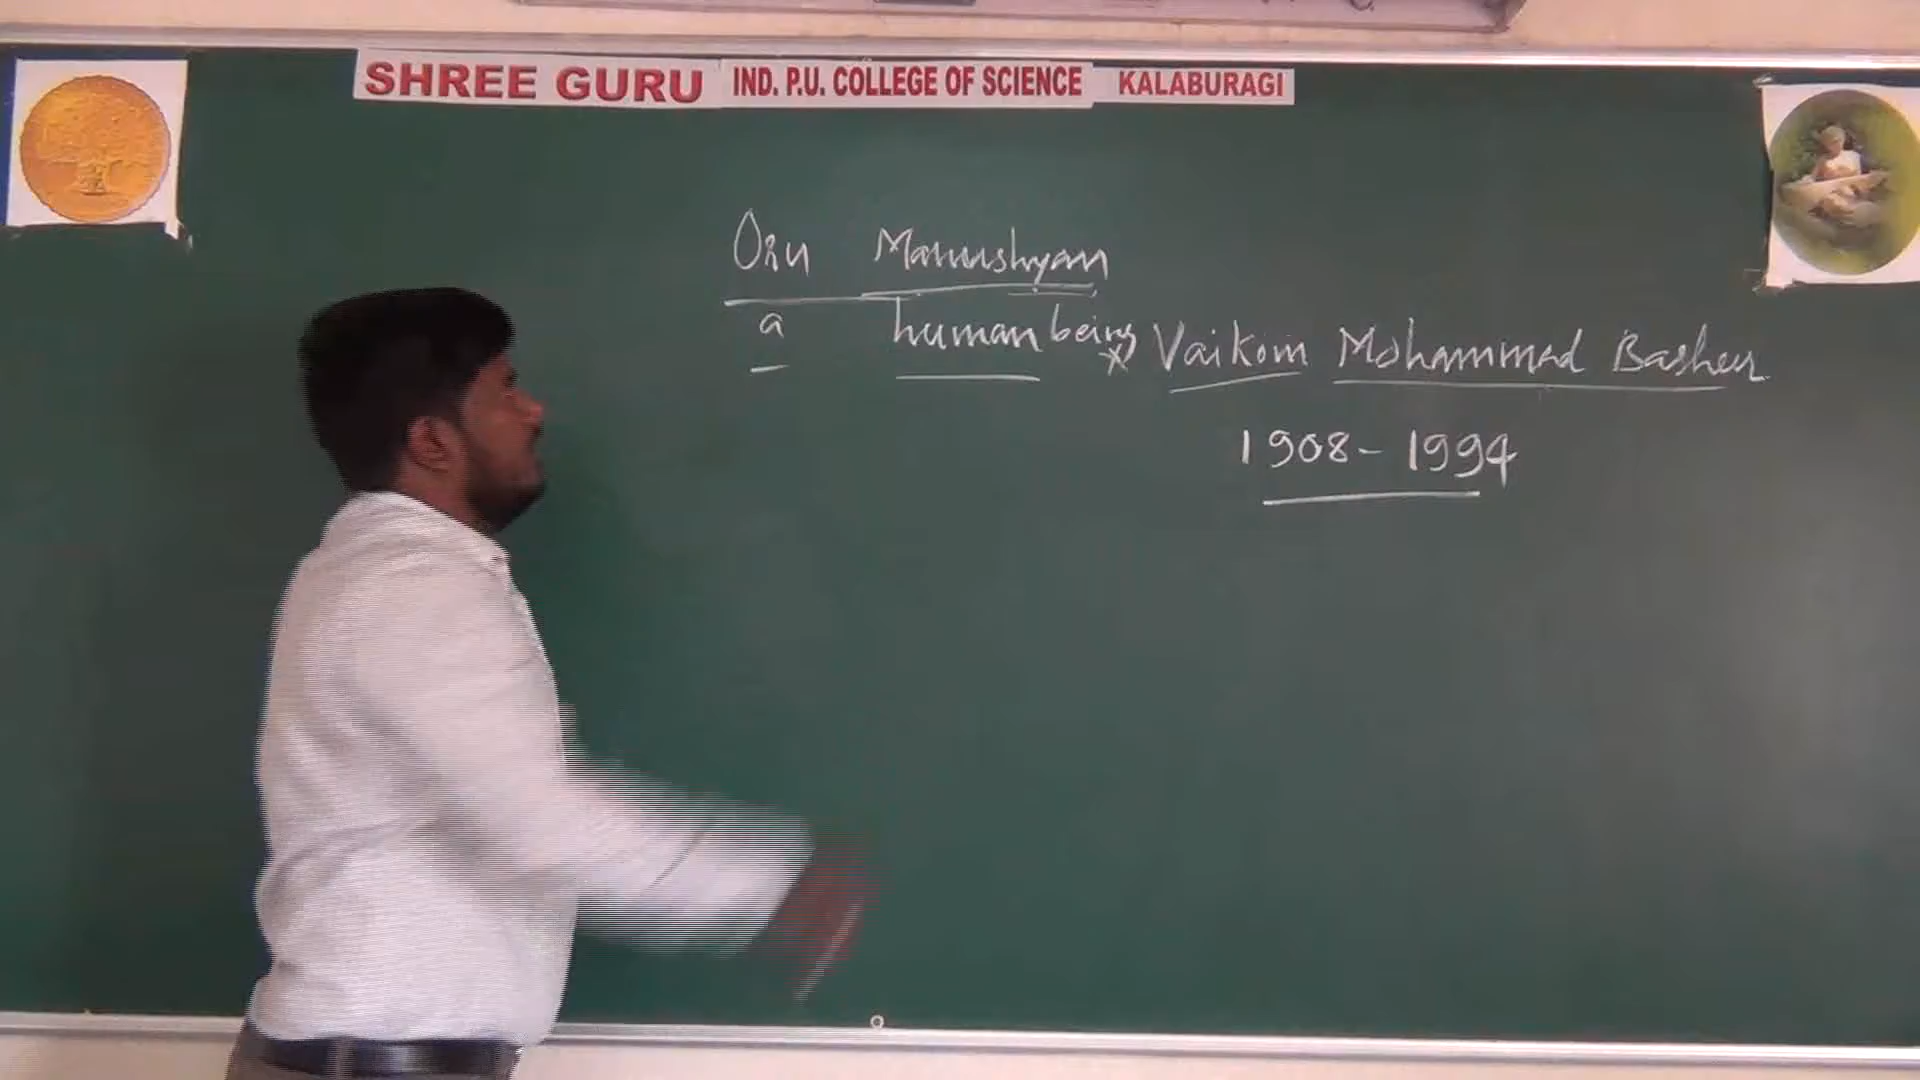 SHREE GURU IND. P.U. COLLEGE OF SCIENCE KALABURAGI
Oru Manushyan
a human being
* Vaikom Mohammad Basheer
1908 - 1994